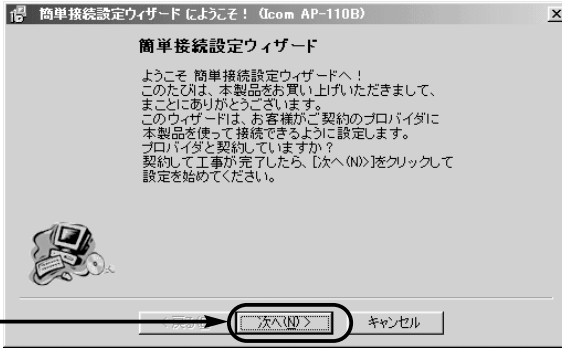 簡単接続設定ウィザード にようこそ！ (Icom AP-110B)
簡単接続設定ウィザード
ようこそ 簡単接続設定ウィザードへ！
このたびは、本製品をお買い上げいただきまして、
まことにありがとうございます。
このウィザードは、お客様がご契約のプロバイダに
本製品を使って接続できるように設定します。
プロバイダと契約していますか？
契約して工事が完了したら、[次へ(N)>]をクリックして
設定を始めてください。
次へ(N) >
キャンセル